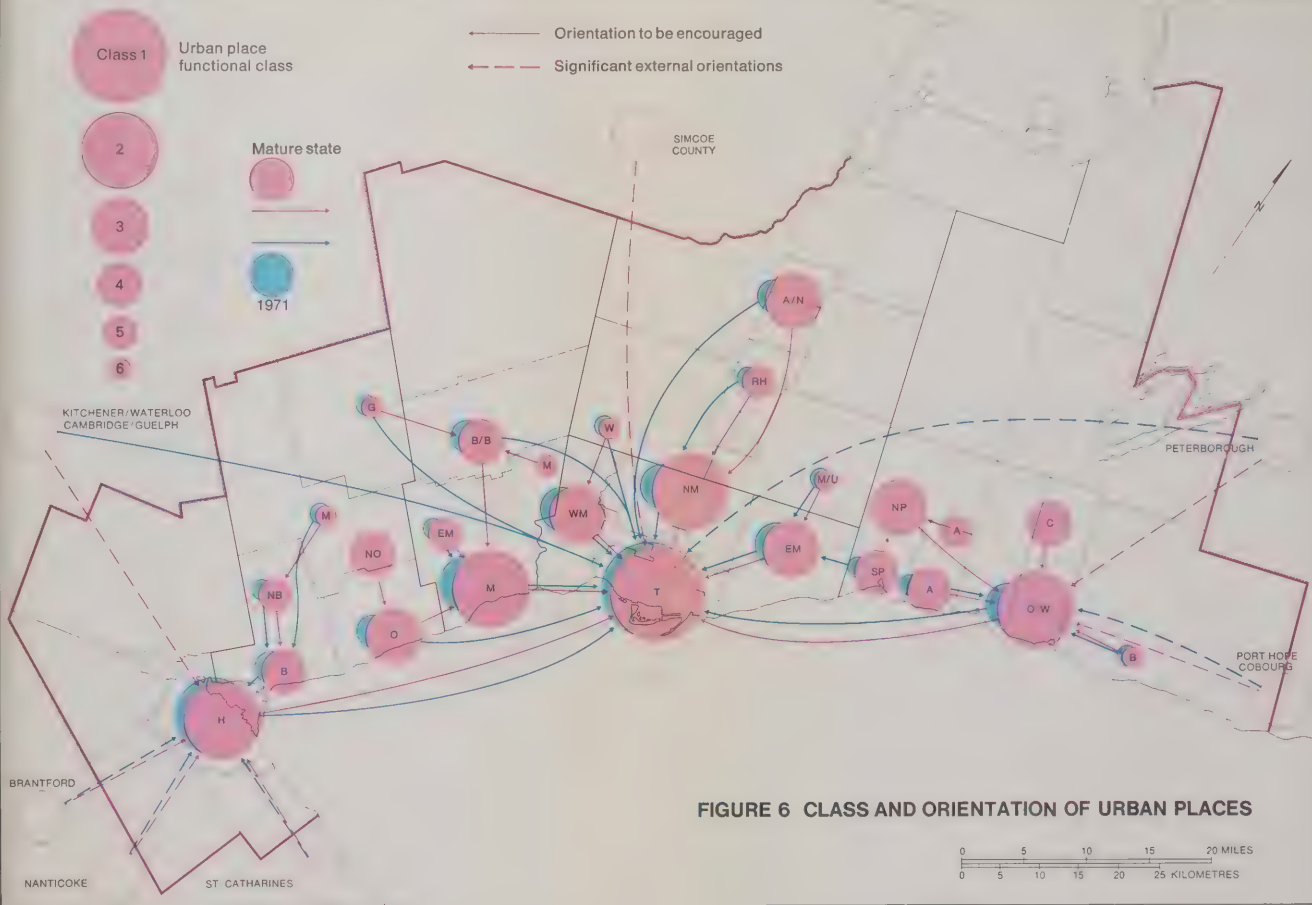 Class 1
Urban place
functional class
2
3
4
5
6
Orientation to be encouraged
Significant external orientations
Mature state
1971
SIMCOE
COUNTY
N
KITCHENER/WATERLOO
CAMBRIDGE/GUELPH
PETERBOROUGH
PORT HOPE
COBOURG
BRANTFORD
NANTICOKE
ST CATHARINES
A/N
RH
G
B/B
W
M
WM
NM
M/U
NP
A
C
M
NO
EM
EM
SP
A
NB
M
T
O W
O
B
B
H
FIGURE 6 CLASS AND ORIENTATION OF URBAN PLACES
0 5 10 15 20 MILES
0 5 10 15 20 25 KILOMETRES